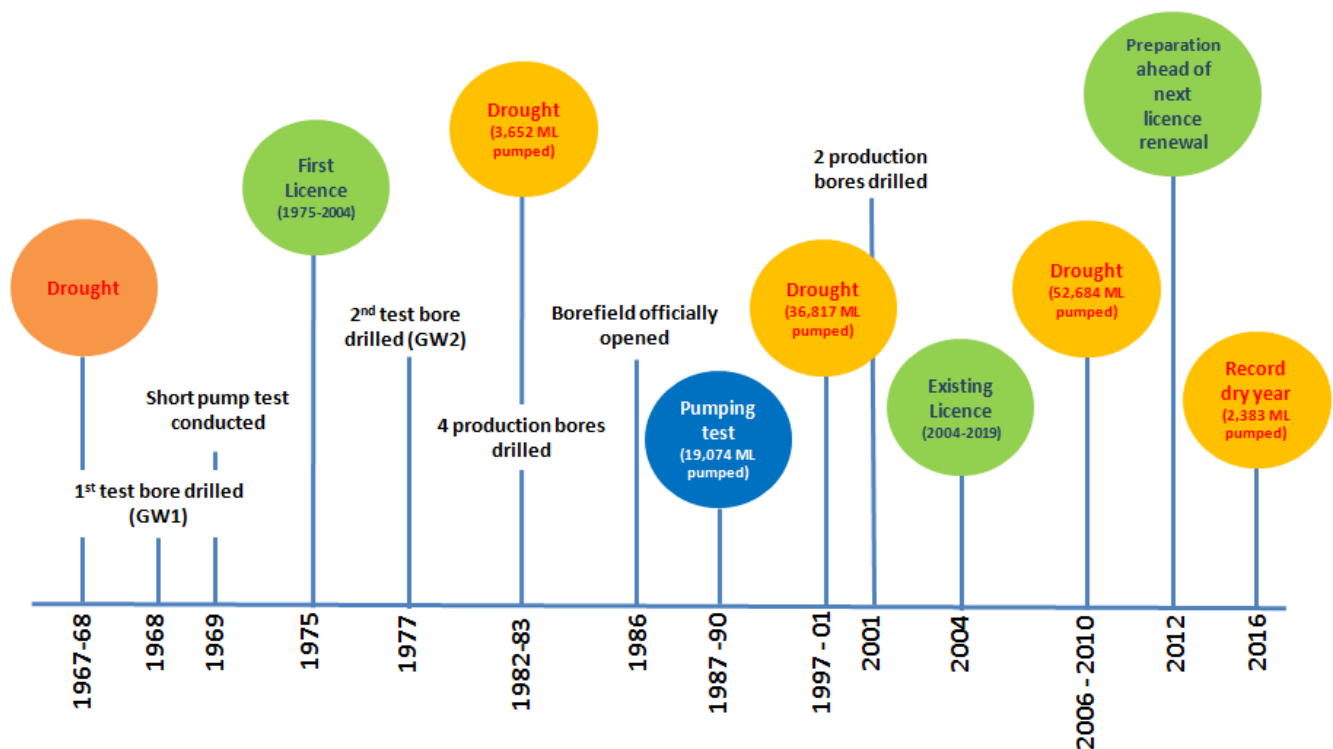 Drought
1st test bore drilled
(GW1)
Short pump test
conducted
First
Licence
(1975-2004)
2nd test bore
drilled (GW2)
Drought
(3,652 ML
pumped)
4 production bores
drilled
Borefield officially
opened
Pumping
test
(19,074 ML
pumped)
Drought
(36,817 ML
pumped)
2 production
bores drilled
Existing
Licence
(2004-2019)
Drought
(52,684 ML
pumped)
Preparation
ahead of
next
licence
renewal
Record
dry year
(2,383 ML
pumped)
1967-68
1968
1969
1975
1977
1982-83
1986
1987 -90
1997 - 01
2001
2004
2006 - 2010
2012
2016